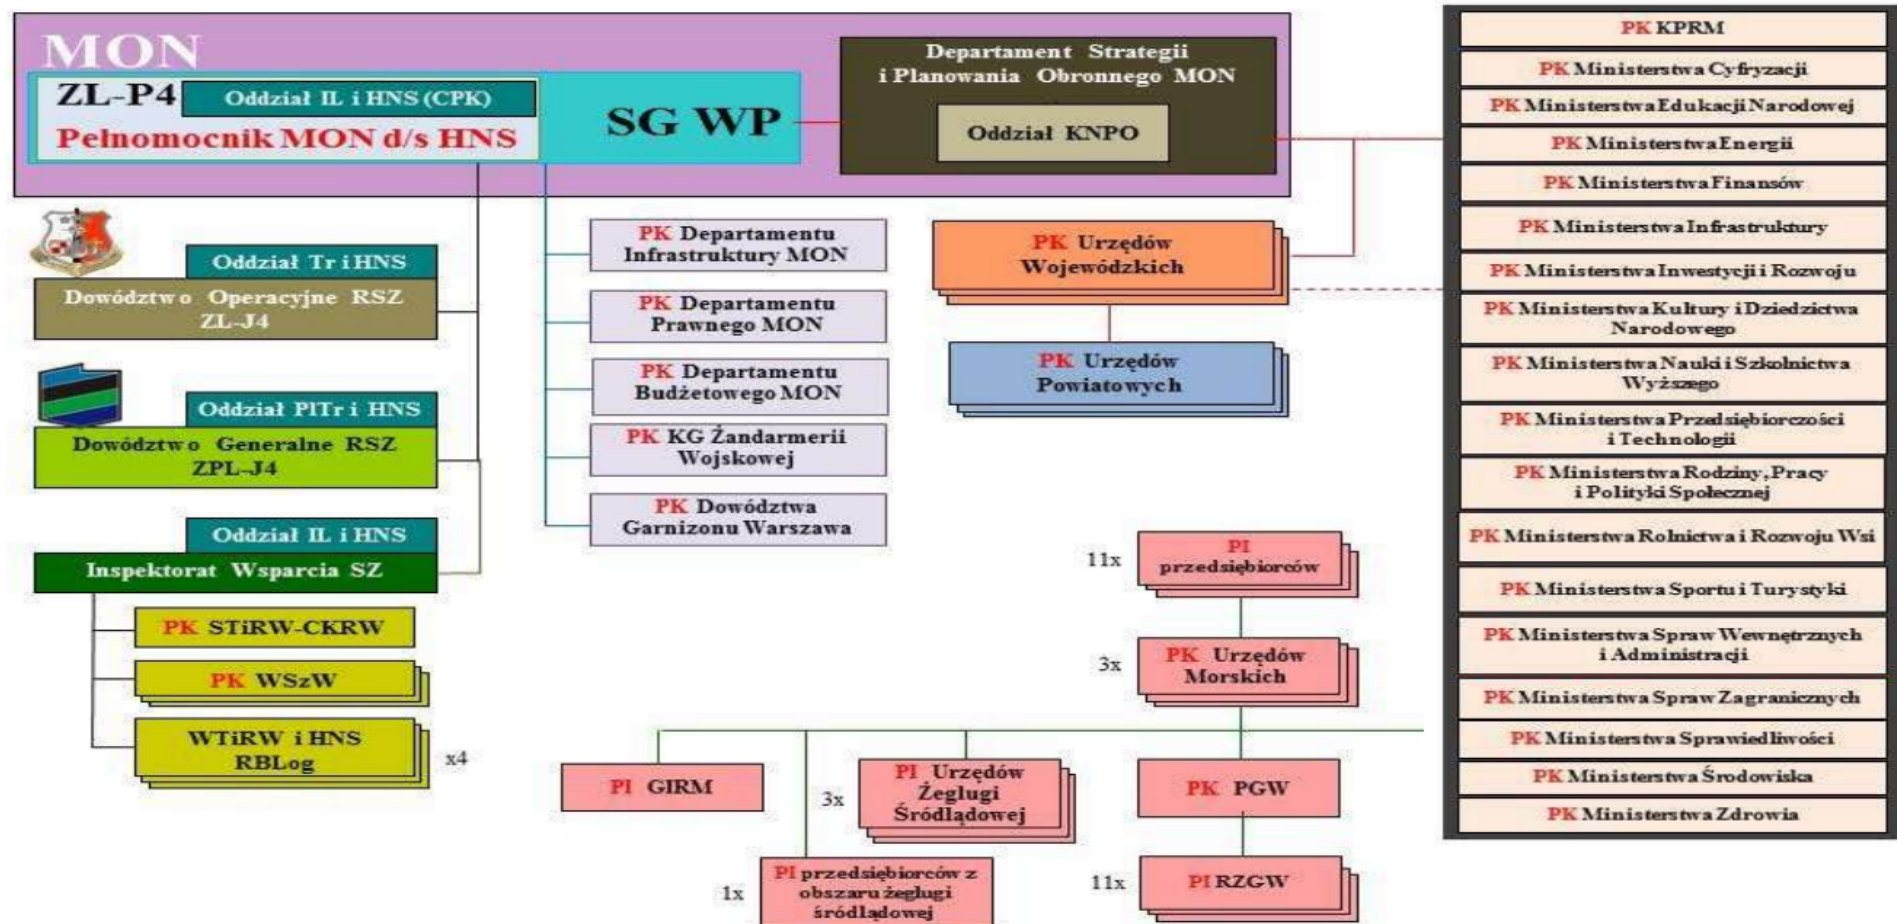 MON
ZL-P4
Oddział IL i HNS (CPK)
Pełnomocnik MON d/s HNS
SG WP
Departament Strategii
i Planowania Obronnego MON
Oddział KNPO
Oddział Tr i HNS
Dowództwo Operacyjne RSZ
ZL-J4
Oddział PlTr i HNS
Dowództwo Generalne RSZ
ZPL-J4
Oddział IL i HNS
Inspektorat Wsparcia SZ
PK STiRW-CKRW
PK WSzW
WTiRW i HNS
RBLog
x4
PK Departamentu
Infrastruktury MON
PK Departamentu
Prawnego MON
PK Departamentu
Budżetowego MON
PK KG Żandarmerii
Wojskowej
PK Dowództwa
Garnizonu Warszawa
PK Urzędów
Wojewódzkich
PK Urzędów
Powiatowych
11x
PI
przedsiębiorców
3x
PK Urzędów
Morskich
PI GIRM
3x
PI Urzędów
Żeglugi
Śródlądowej
PK PGW
1x
PI przedsiębiorców z
obszaru żeglugi
śródlądowej
11x
PI RZGW
PK KPRM
PK Ministerstwa Cyfryzacji
PK Ministerstwa Edukacji Narodowej
PK Ministerstwa Energii
PK Ministerstwa Finansów
PK Ministerstwa Infrastruktury
PK Ministerstwa Inwestycji i Rozwoju
PK Ministerstwa Kultury i Dziedzictwa
Narodowego
PK Ministerstwa Nauki i Szkolnictwa
Wyższego
PK Ministerstwa Przedsiębiorczości
i Technologii
PK Ministerstwa Rodziny, Pracy
i Polityki Społecznej
PK Ministerstwa Rolnictwa i Rozwoju Wsi
PK Ministerstwa Sportu i Turystyki
PK Ministerstwa Spraw Wewnętrznych
i Administracji
PK Ministerstwa Spraw Zagranicznych
PK Ministerstwa Sprawiedliwości
PK Ministerstwa Środowiska
PK Ministerstwa Zdrowia